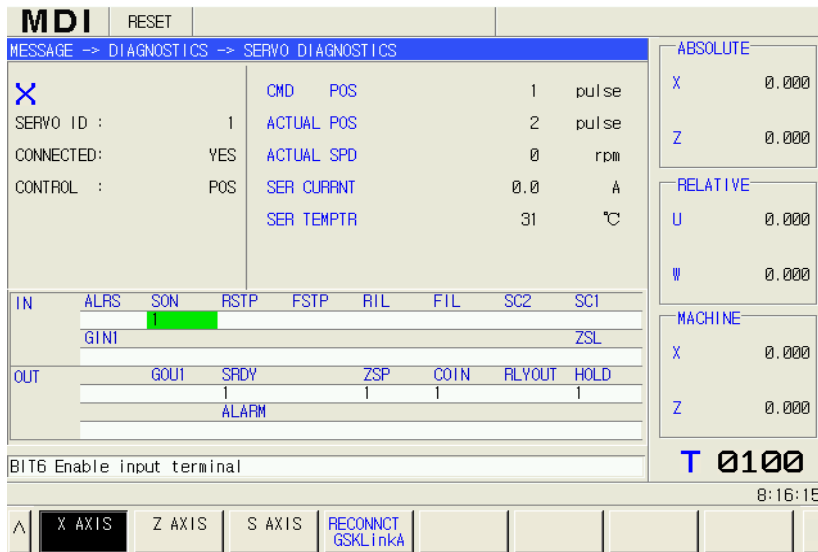 MDI RESET
MESSAGE -> DIAGNOSTICS -> SERVO DIAGNOSTICS
X
SERVO ID : 1
CONNECTED: YES
CONTROL : POS
CMD POS 1 pulse
ACTUAL POS 2 pulse
ACTUAL SPD 0 rpm
SER CURRNT 0.0 A
SER TEMPTR 31 ℃
ABSOLUTE
X 0.000
Z 0.000
RELATIVE
U 0.000
W 0.000
MACHINE
X 0.000
Z 0.000
IN ALRS SON RSTP FSTP RIL FIL SC2 SC1
1
GIN1 ZSL
OUT GOU1 SRDY ZSP COIN RLYOUT HOLD
1 1 1 1
ALARM
BIT6 Enable input terminal
T 0100
8:16:15
^ X AXIS Z AXIS S AXIS RECONNCT
GSKLinkA